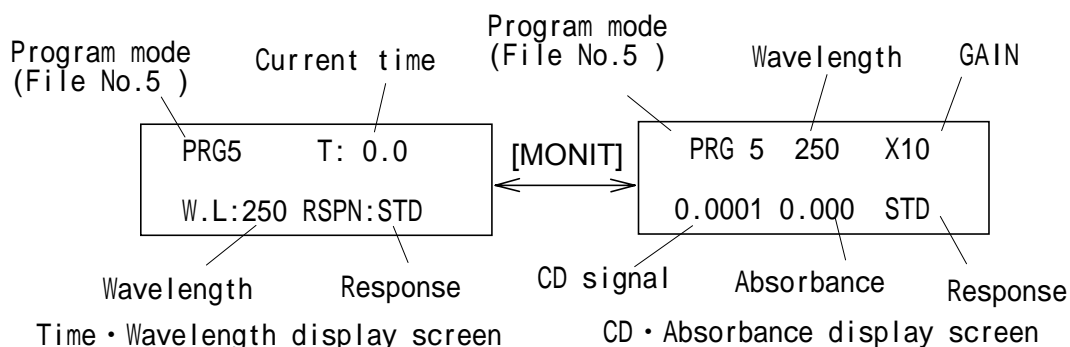 Program mode
(File No.5 )
Current time
PRG5 T: 0.0
W.L:250 RSPN:STD
Wavelength
Response
Time・Wavelength display screen
[MONIT]
Program mode
(File No.5 )
Wavelength
GAIN
PRG 5 250 X10
0.0001 0.000 STD
CD signal
Absorbance
Response
CD・Absorbance display screen